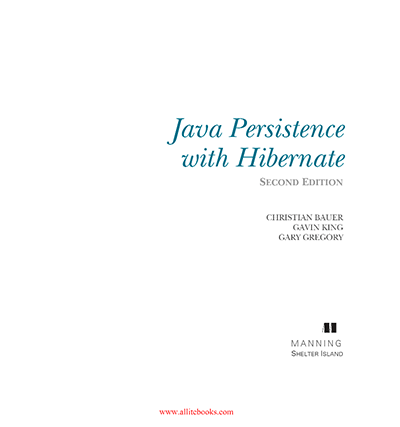 Java Persistence
with Hibernate
SECOND EDITION
CHRISTIAN BAUER
GAVIN KING
GARY GREGORY
MANNING
SHELTER ISLAND
www.allitebooks.com